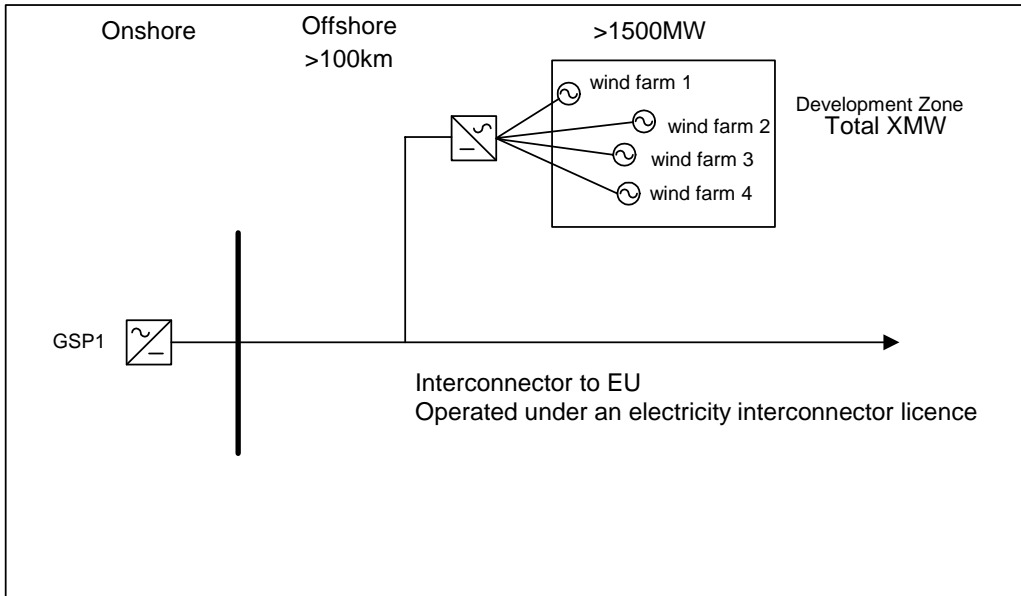 Onshore
Offshore
>100km
>1500MW
wind farm 1
wind farm 2
wind farm 3
wind farm 4
Development Zone
Total XMW
GSP1
Interconnector to EU
Operated under an electricity interconnector licence